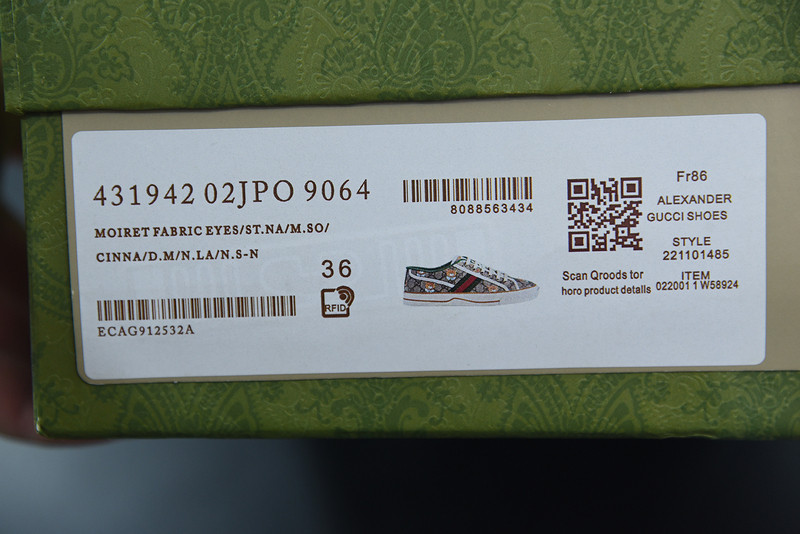 431942 02JPO 9064
MOIRET FABRIC EYES/ST.NA/M.SO/
CINNA/D.M/N.LA/N.S-N
36
RFID
ECAG912532A
8088563434
Scan Qroods tor
horo product details
Fr86
ALEXANDER
GUCCI SHOES
STYLE
221101485
ITEM
022001 1 W58924